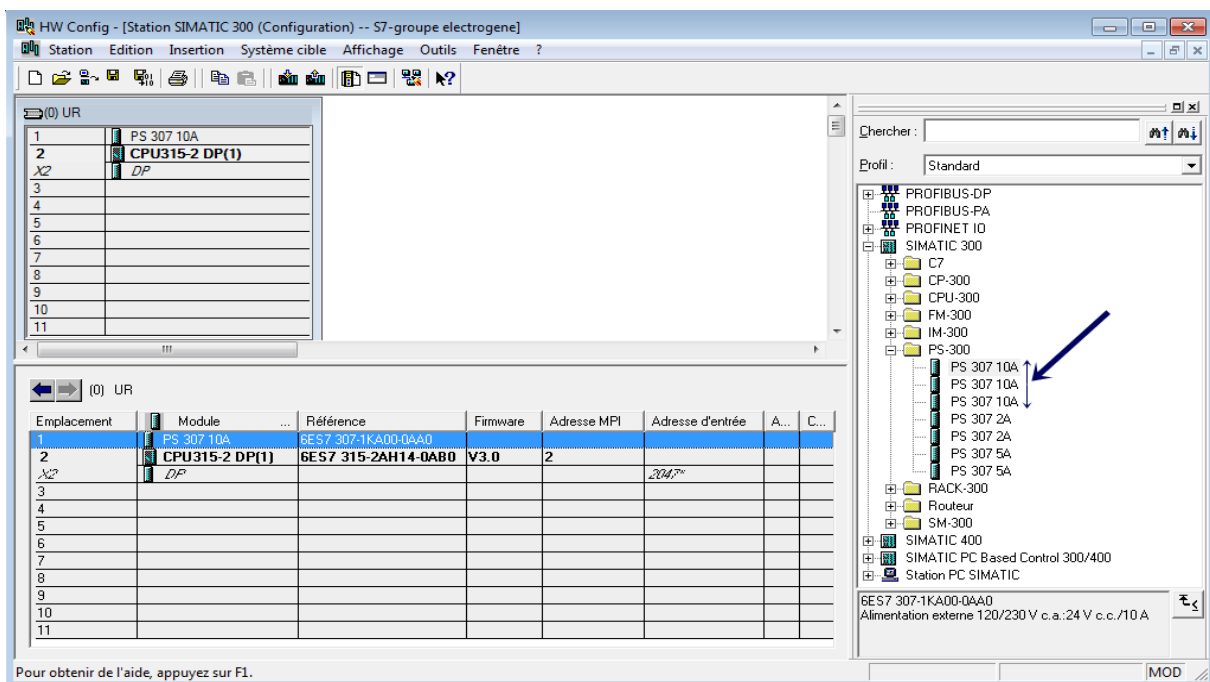 HW Config - [Station SIMATIC 300 (Configuration) -- S7-groupe electrogene]
Station Edition Insertion Système cible Affichage Outils Fenêtre ?
(0) UR
1 PS 307 10A
2 CPU315-2 DP(1)
X2 DP
3
4
5
6
7
8
9
10
11
(0) UR
Emplacement Module ... Référence Firmware Adresse MPI Adresse d'entrée A... C...
1 PS 307 10A 6ES7 307-1KA00-0AA0
2 CPU315-2 DP(1) 6ES7 315-2AH14-0AB0 V3.0 2
X2 DP 2047*
3
4
5
6
7
8
9
10
11
Chercher :
Profil : Standard
PROFIBUS-DP
PROFIBUS-PA
PROFINET IO
SIMATIC 300
C7
CP-300
CPU-300
FM-300
IM-300
PS-300
PS 307 10A
PS 307 10A
PS 307 10A
PS 307 2A
PS 307 2A
PS 307 5A
PS 307 5A
RACK-300
Routeur
SM-300
SIMATIC 400
SIMATIC PC Based Control 300/400
Station PC SIMATIC
6ES7 307-1KA00-0AA0
Alimentation externe 120/230 V c.a.:24 V c.c./10 A
Pour obtenir de l'aide, appuyez sur F1.
MOD